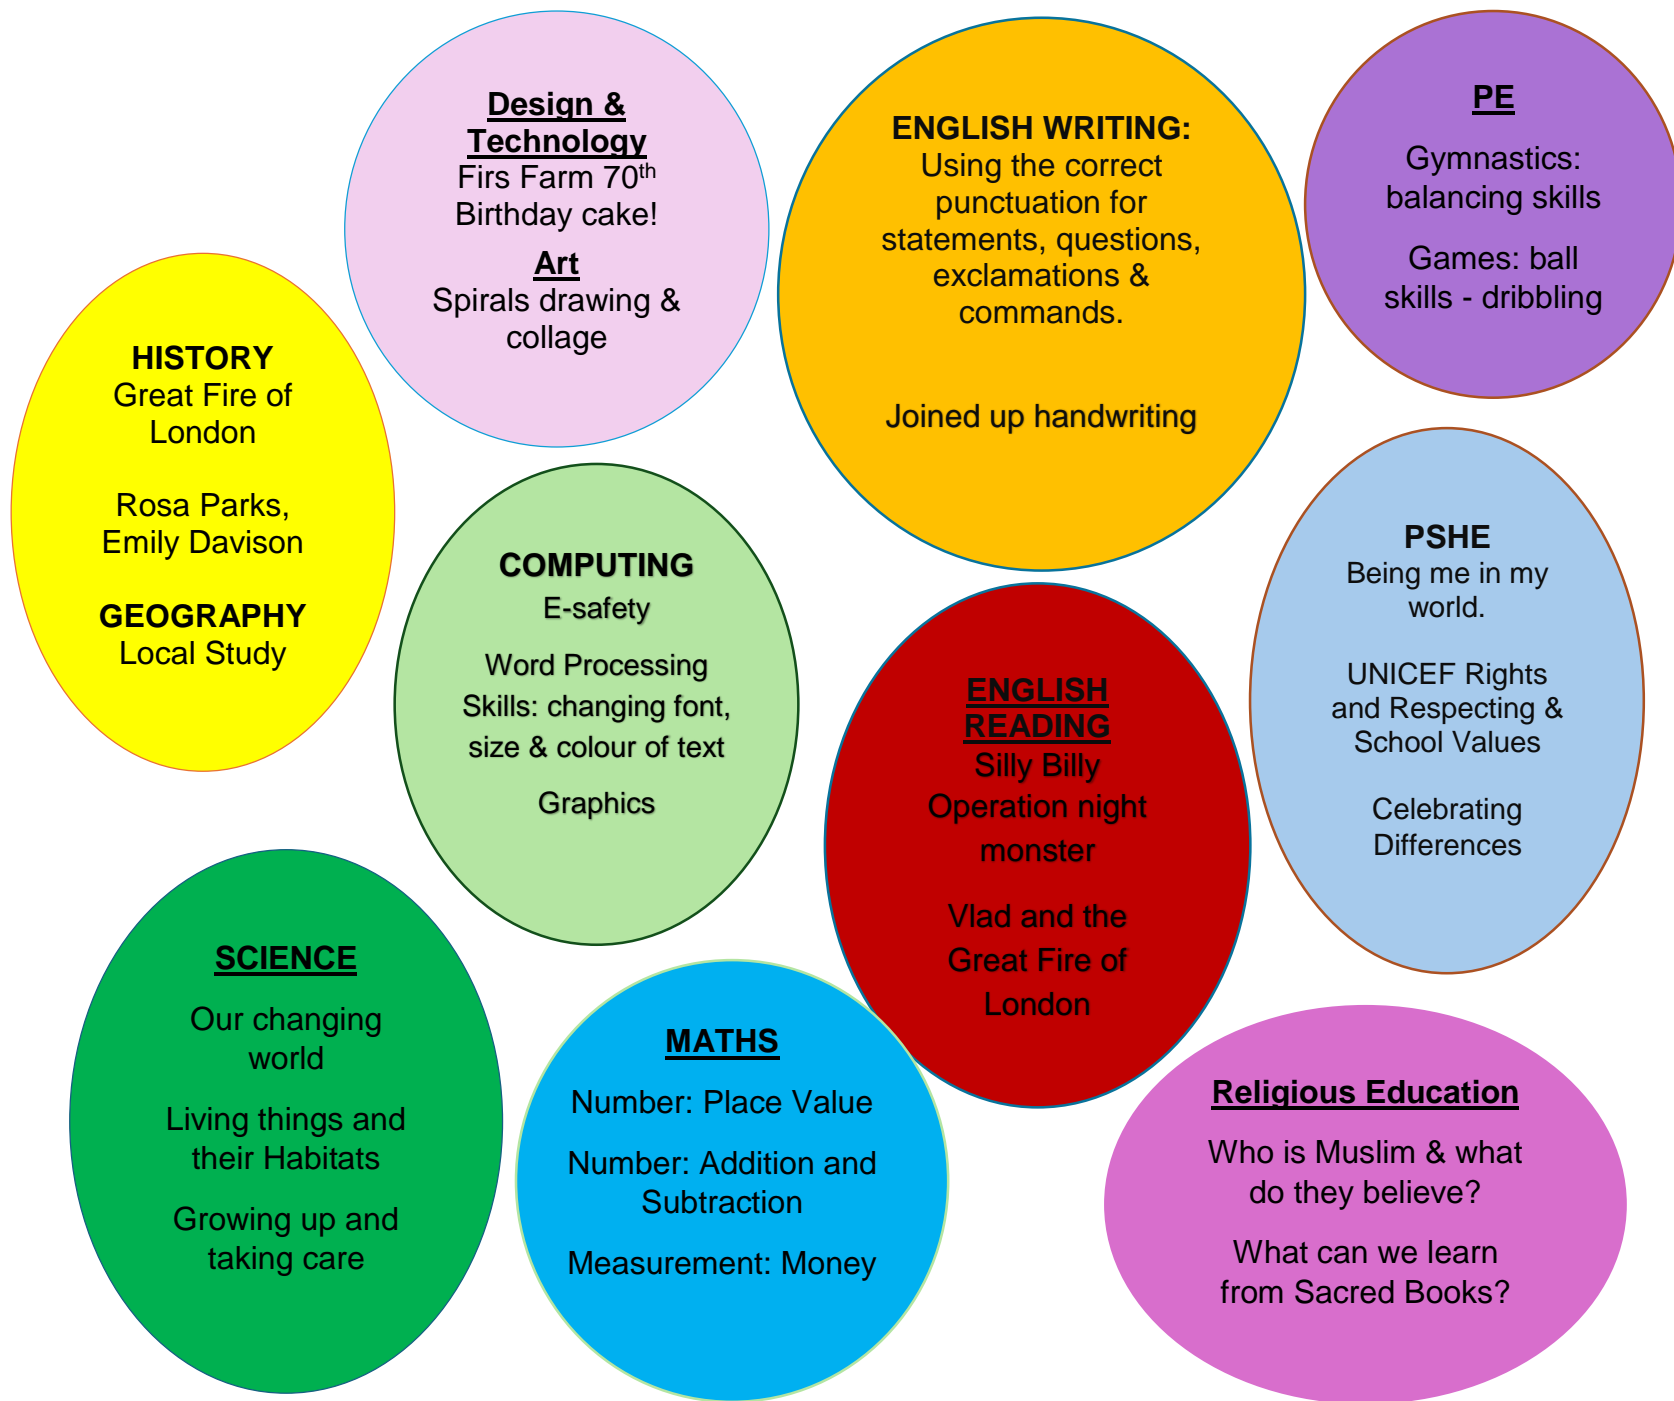 Design &
Technology
Firs Farm 70th
Birthday cake!
Art
Spirals drawing &
collage
ENGLISH WRITING:
Using the correct
punctuation for
statements, questions,
exclamations &
commands.
Joined up handwriting
PE
Gymnastics:
balancing skills
Games: ball
skills - dribbling
HISTORY
Great Fire of
London
Rosa Parks,
Emily Davison
GEOGRAPHY
Local Study
COMPUTING
E-safety
Word Processing
Skills: changing font,
size & colour of text
Graphics
ENGLISH
READING
Silly Billy
Operation night
monster
Vlad and the
Great Fire of
London
PSHE
Being me in my
world.
UNICEF Rights
and Respecting &
School Values
Celebrating
Differences
SCIENCE
Our changing
world
Living things and
their Habitats
Growing up and
taking care
MATHS
Number: Place Value
Number: Addition and
Subtraction
Measurement: Money
Religious Education
Who is Muslim & what
do they believe?
What can we learn
from Sacred Books?